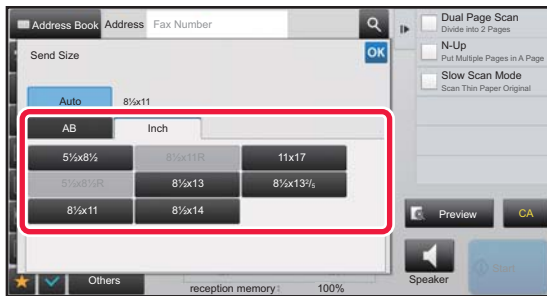 Address Book Address Fax Number
Send Size
OK
Auto 8½x11
AB Inch
5½x8½ 8½x11R 11x17
5½x8½R 8½x13 8½x13²/₅
8½x11 8½x14
Others
reception memory: 100%
Dual Page Scan
Divide into 2 Pages
N-Up
Put Multiple Pages in A Page
Slow Scan Mode
Scan Thin Paper Original
Preview CA
Speaker
Start